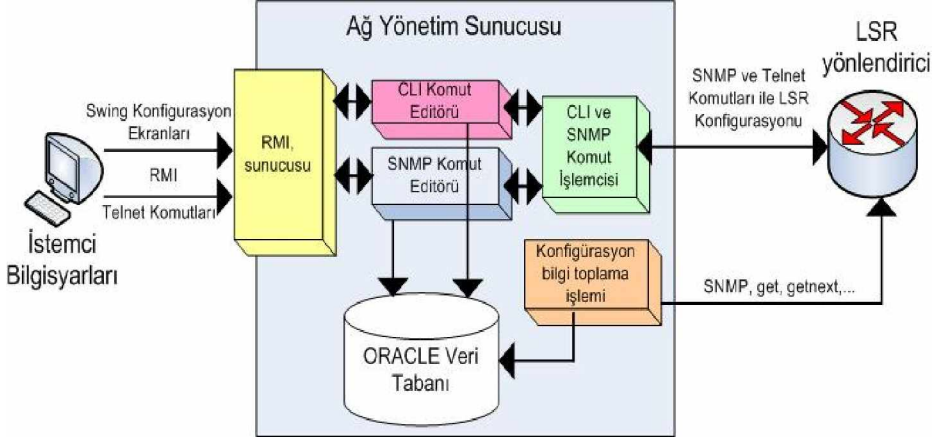 Ağ Yönetim Sunucusu
LSR
yönlendirici
Swing Konfigurasyon
Ekranları
RMI
Telnet Komutları
İstemci
Bilgisyarları
RMI,
sunucusu
CLI Komut
Editörü
SNMP Komut
Editörü
CLI ve
SNMP
Komut
İşlemcisi
SNMP ve Telnet
Komutları ile LSR
Konfigurasyonu
Konfigürasyon
bilgi toplama
işlemi
SNMP, get, getnext,...
ORACLE Veri
Tabanı